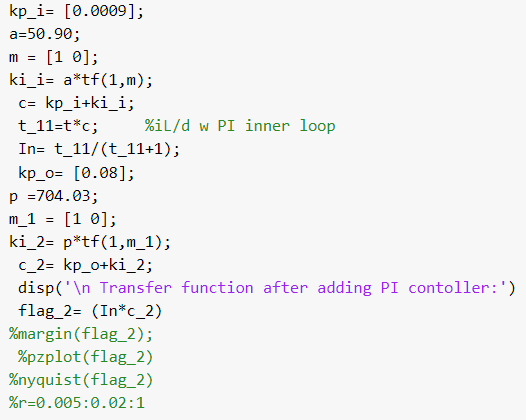 kp_i= [0.0009];
a=50.90;
m = [1 0];
ki_i= a*tf(1,m);
c= kp_i+ki_i;
t_11=t*c; %iL/d w PI inner loop
In= t_11/(t_11+1);
kp_o= [0.08];
p =704.03;
m_1 = [1 0];
ki_2= p*tf(1,m_1);
c_2= kp_o+ki_2;
disp('\n Transfer function after adding PI contoller:')
flag_2= (In*c_2)
%margin(flag_2);
%pzplot(flag_2)
%nyquist(flag_2)
%r=0.005:0.02:1